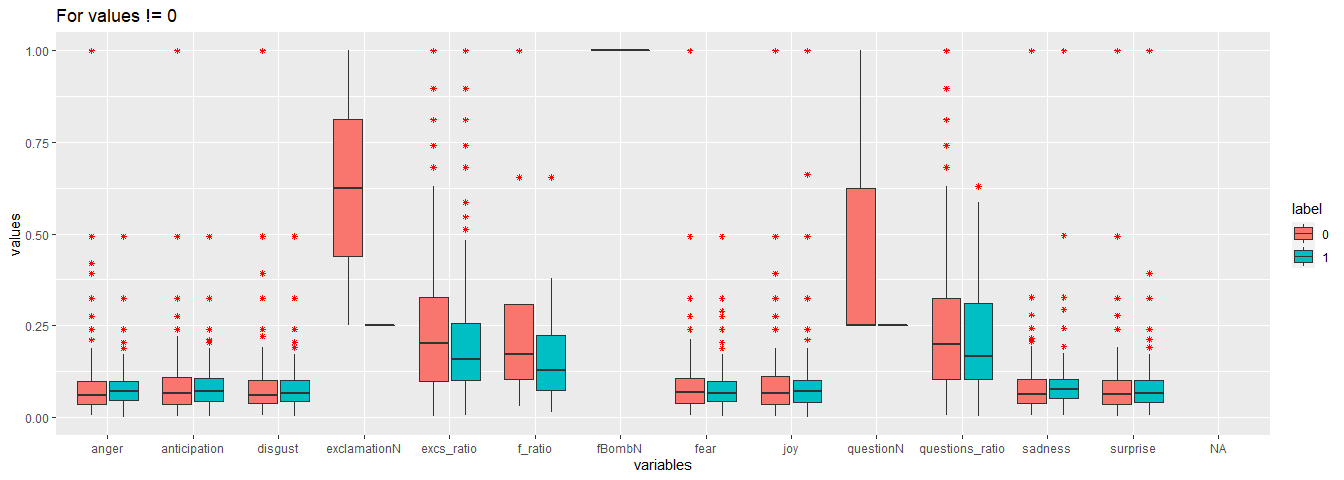 For values != 0
1.00
0.75
0.50
0.25
0.00
values
anger anticipation disgust exclamationN excs_ratio f_ratio fBombN fear joy questionN questions_ratio sadness surprise NA
variables
label
0
1